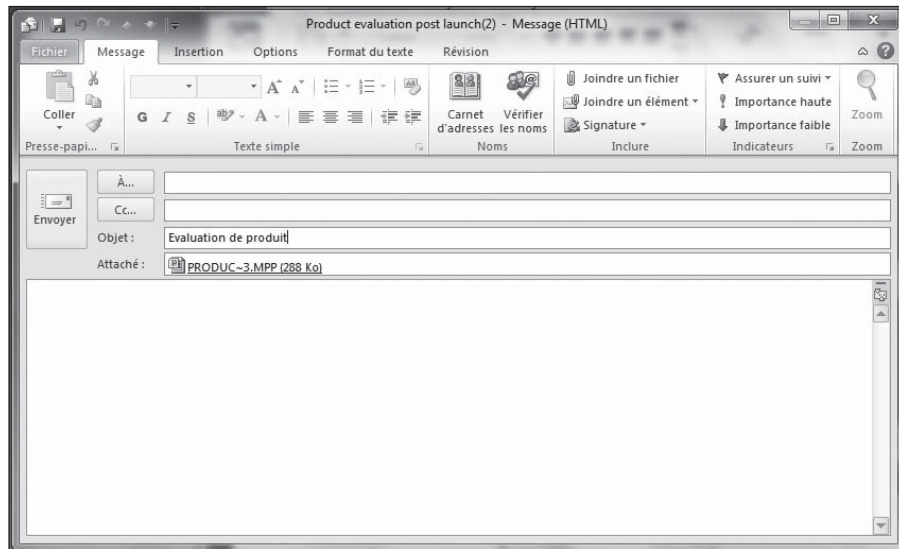 Product evaluation post launch(2) - Message (HTML)
Fichier Message Insertion Options Format du texte Révision
Coller
G I S
A A
Carnet d'adresses
Vérifier les noms
Joindre un fichier
Joindre un élément
Signature
Assurer un suivi
Importance haute
Importance faible
Zoom
Presse-papi... Texte simple Noms Inclure Indicateurs Zoom
Envoyer
À...
Cc...
Objet : Evaluation de produit
Attaché : PRODUC~3.MPP (288 Ko)